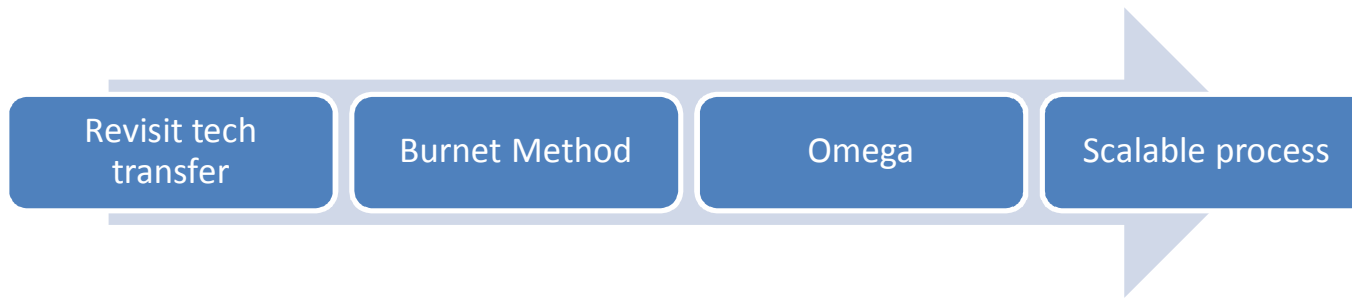 Revisit tech
transfer
Burnet Method
Omega
Scalable process